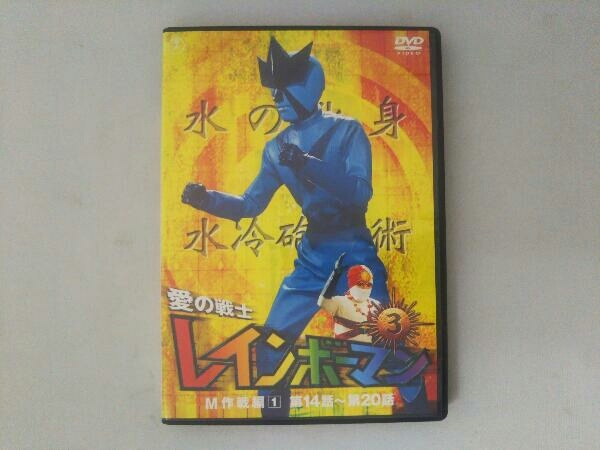 DVD
VIDEO
水の 身
水冷砲 術
愛の戦士
レインボーマン
3
M作戦編 1 第14話~第20話